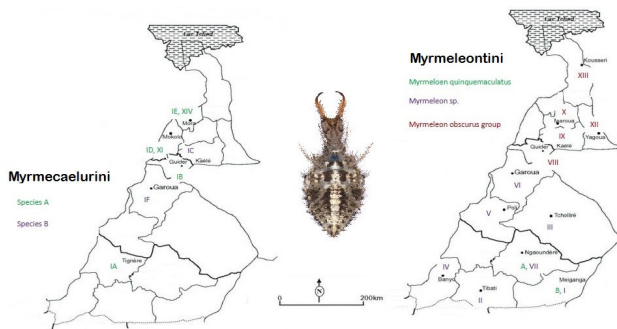 Lac Tchad
IE, XIV
Mora
Mokolo
ID, XI
IC
Guider
Kaélé
Myrmecaelurini
IB
Garoua
Species A
IF
Species B
Tignère
IA
N
0
200km
Lac Tchad
Myrmeleontini
Kousseri
XIII
Myrmeloen quinquemaculatus
Myrmeleon sp.
X
Maroua
XII
Myrmeleon obscurus group
IX
Yagoua
Guider
Kaélé
VIII
Garoua
VI
V
Poli
Tcholliré
III
Ngaoundéré
IV
A, VII
Banyo
Tibati
Meiganga
II
B, I